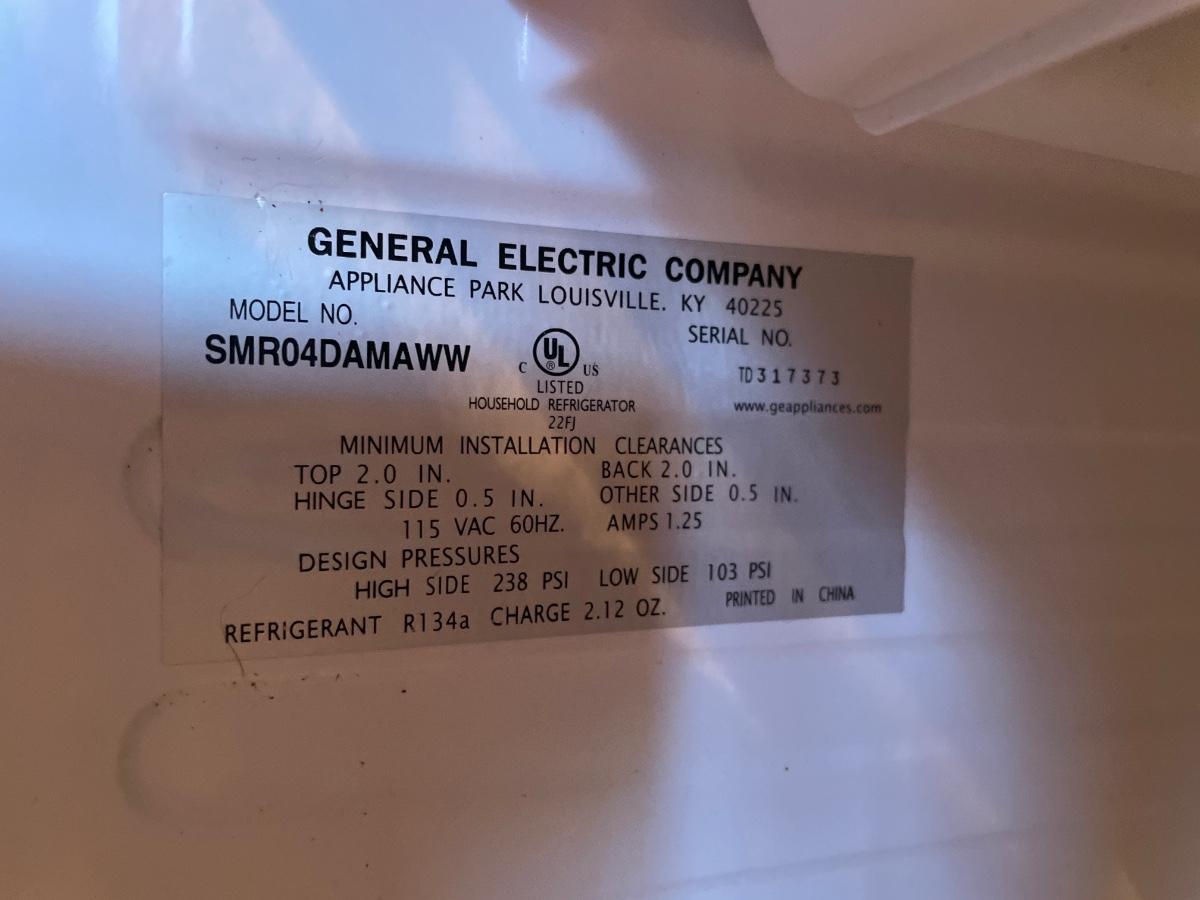 GENERAL ELECTRIC COMPANY
APPLIANCE PARK LOUISVILLE. KY 40225
MODEL NO.
SERIAL NO.
SMR04DAMAWW
C UL ® US
LISTED
TD317373
HOUSEHOLD REFRIGERATOR
www.geappliances.com
22FJ
MINIMUM INSTALLATION CLEARANCES
TOP 2.0 IN. BACK 2.0 IN.
HINGE SIDE 0.5 IN. OTHER SIDE 0.5 IN.
115 VAC 60HZ. AMPS 1.25
DESIGN PRESSURES
HIGH SIDE 238 PSI LOW SIDE 103 PSI
REFRIGERANT R134a CHARGE 2.12 OZ.
PRINTED IN CHINA